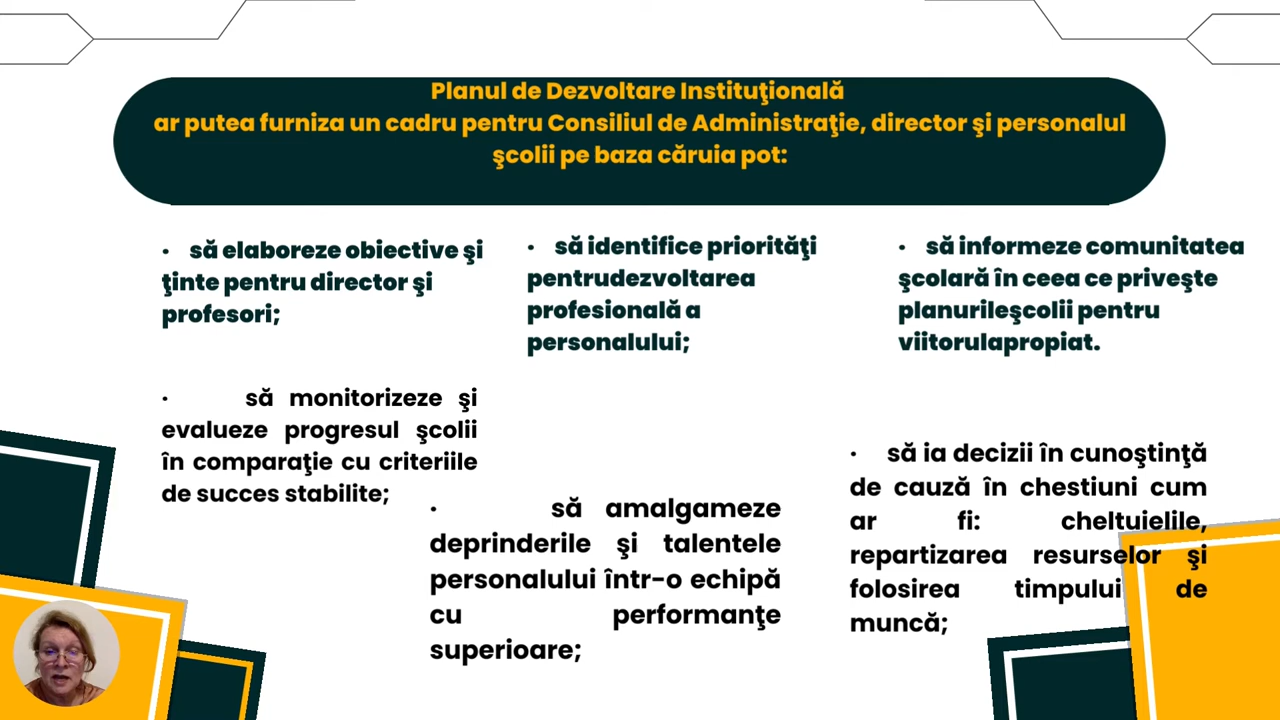 Planul de Dezvoltare Instituţională
ar putea furniza un cadru pentru Consiliul de Administraţie, director şi personalul
şcolii pe baza căruia pot:
· să elaboreze obiective şi
ţinte pentru director şi
profesori;
· să identifice priorităţi
pentrudezvoltarea
profesională a
personalului;
· să informeze comunitatea
şcolară în ceea ce priveşte
planurileşcolii pentru
viitorulapropiat.
· să monitorizeze şi
evalueze progresul şcolii
în comparaţie cu criteriile
de succes stabilite;
· să amalgameze
deprinderile şi talentele
personalului într-o echipă
cu performanţe
superioare;
· să ia decizii în cunoştinţă
de cauză în chestiuni cum
ar fi: cheltuielile,
repartizarea resurselor şi
folosirea timpului de
muncă;